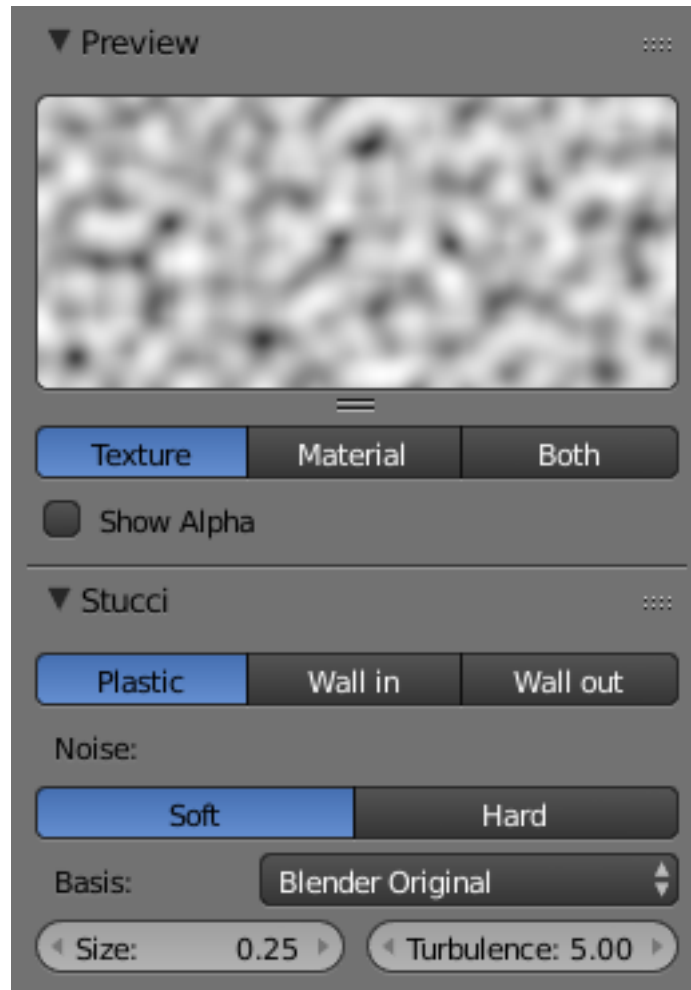 Preview
Texture Material Both
Show Alpha
Stucci
Plastic Wall in Wall out
Noise:
Soft Hard
Basis: Blender Original
Size: 0.25 Turbulence: 5.00